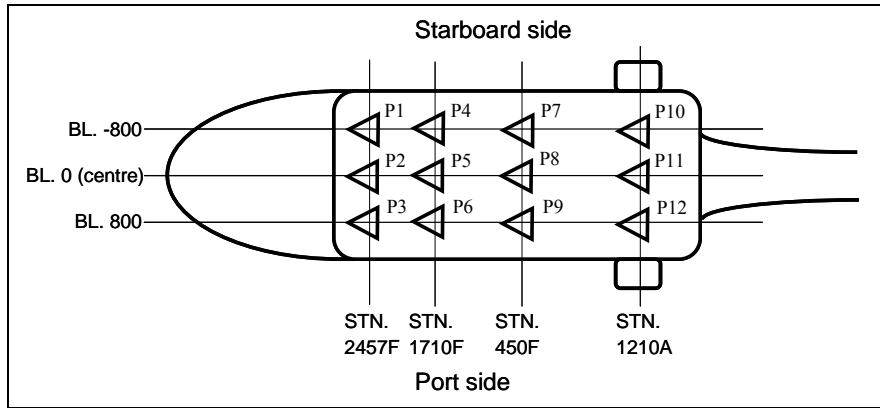 Starboard side
P1 P4 P7 P10
BL. -800
P2 P5 P8 P11
BL. 0 (centre)
P3 P6 P9 P12
BL. 800
STN. STN. STN. STN.
2457F 1710F 450F 1210A
Port side